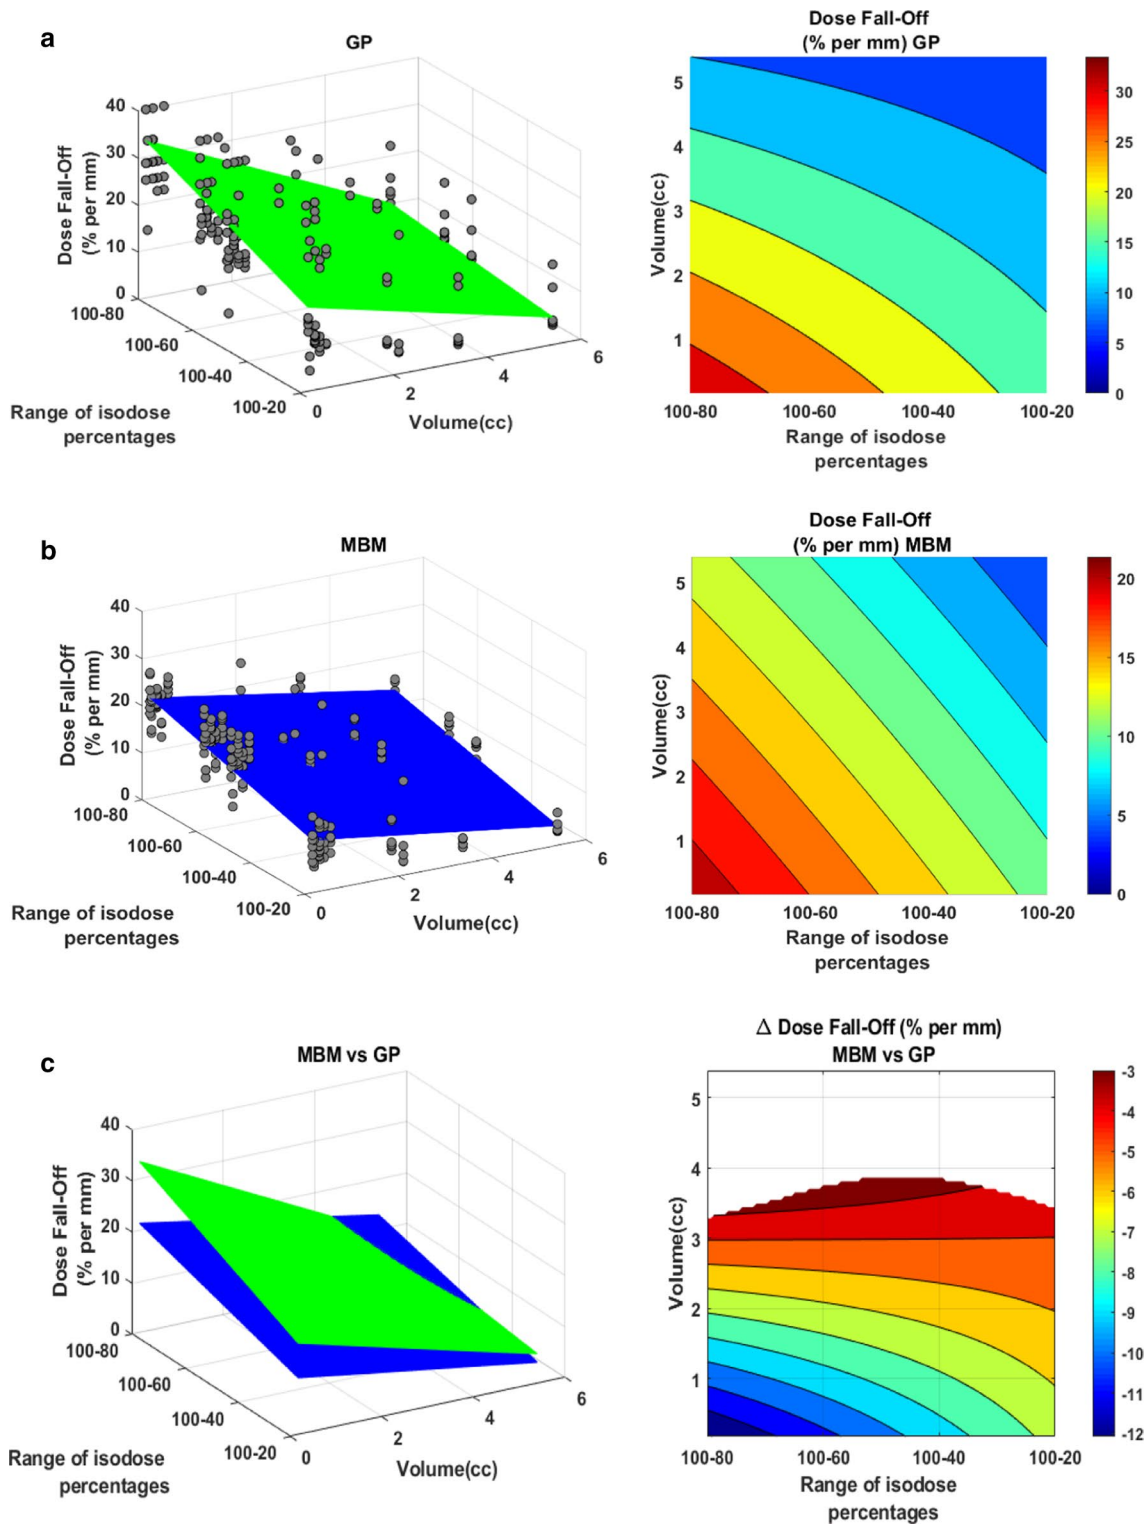 a
GP
40
30
20
10
0
Dose Fall-Off
(% per mm)
100-80
100-60
100-40
100-20
Range of isodose
percentages
0
2
4
6
Volume(cc)
Dose Fall-Off
(% per mm) GP
5
4
3
2
1
Volume(cc)
100-80
100-60
100-40
100-20
Range of isodose
percentages
30
25
20
15
10
5
0
b
MBM
40
30
20
10
0
Dose Fall-Off
(% per mm)
100-80
100-60
100-40
100-20
Range of isodose
percentages
0
2
4
6
Volume(cc)
Dose Fall-Off
(% per mm) MBM
5
4
3
2
1
Volume(cc)
100-80
100-60
100-40
100-20
Range of isodose
percentages
20
15
10
5
0
c
MBM vs GP
40
30
20
10
0
Dose Fall-Off
(% per mm)
100-80
100-60
100-40
100-20
Range of isodose
percentages
0
2
4
6
Volume(cc)
Δ Dose Fall-Off (% per mm)
MBM vs GP
5
4
3
2
1
Volume(cc)
100-80
100-60
100-40
100-20
Range of isodose
percentages
-3
-4
-5
-6
-7
-8
-9
-10
-11
-12